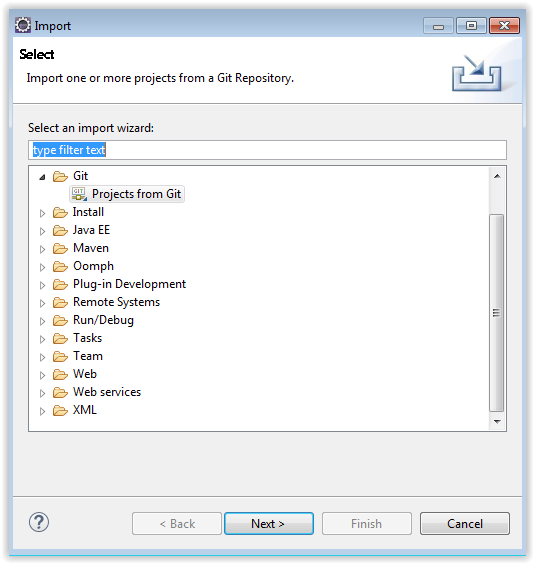 Import
Select
Import one or more projects from a Git Repository.
Select an import wizard:
type filter text
Git
GIT Projects from Git
Install
Java EE
Maven
Oomph
Plug-in Development
Remote Systems
Run/Debug
Tasks
Team
Web
Web services
XML
? < Back Next > Finish Cancel